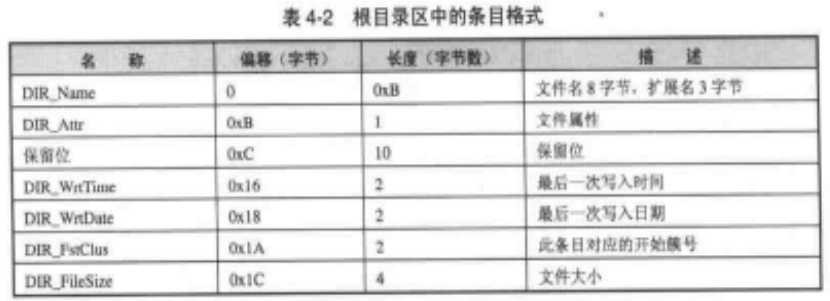 表 4-2 根目录区中的条目格式
名 称 偏移（字节） 长度（字节数） 描 述
DIR_Name 0 0xB 文件名 8 字节，扩展名 3 字节
DIR_Attr 0xB 1 文件属性
保留位 0xC 10 保留位
DIR_WrtTime 0x16 2 最后一次写入时间
DIR_WrtDate 0x18 2 最后一次写入日期
DIR_FstClus 0x1A 2 此条目对应的开始簇号
DIR_FileSize 0x1C 4 文件大小